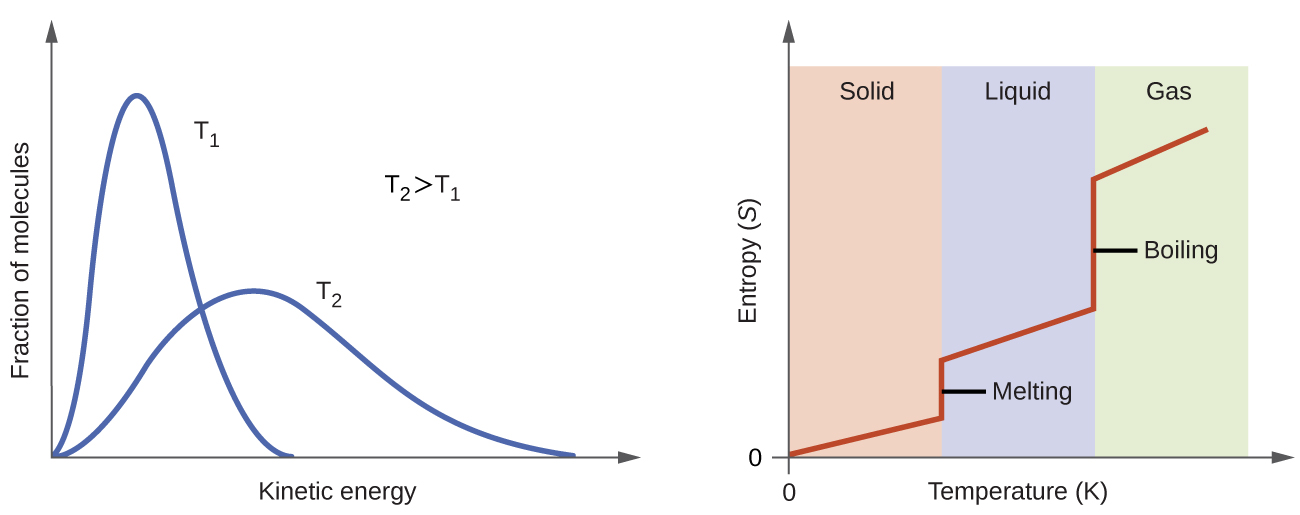 Fraction of molecules
T₁
T₂>T₁
T₂
Kinetic energy
Entropy (S)
Solid
Liquid
Gas
Boiling
Melting
0
0
Temperature (K)